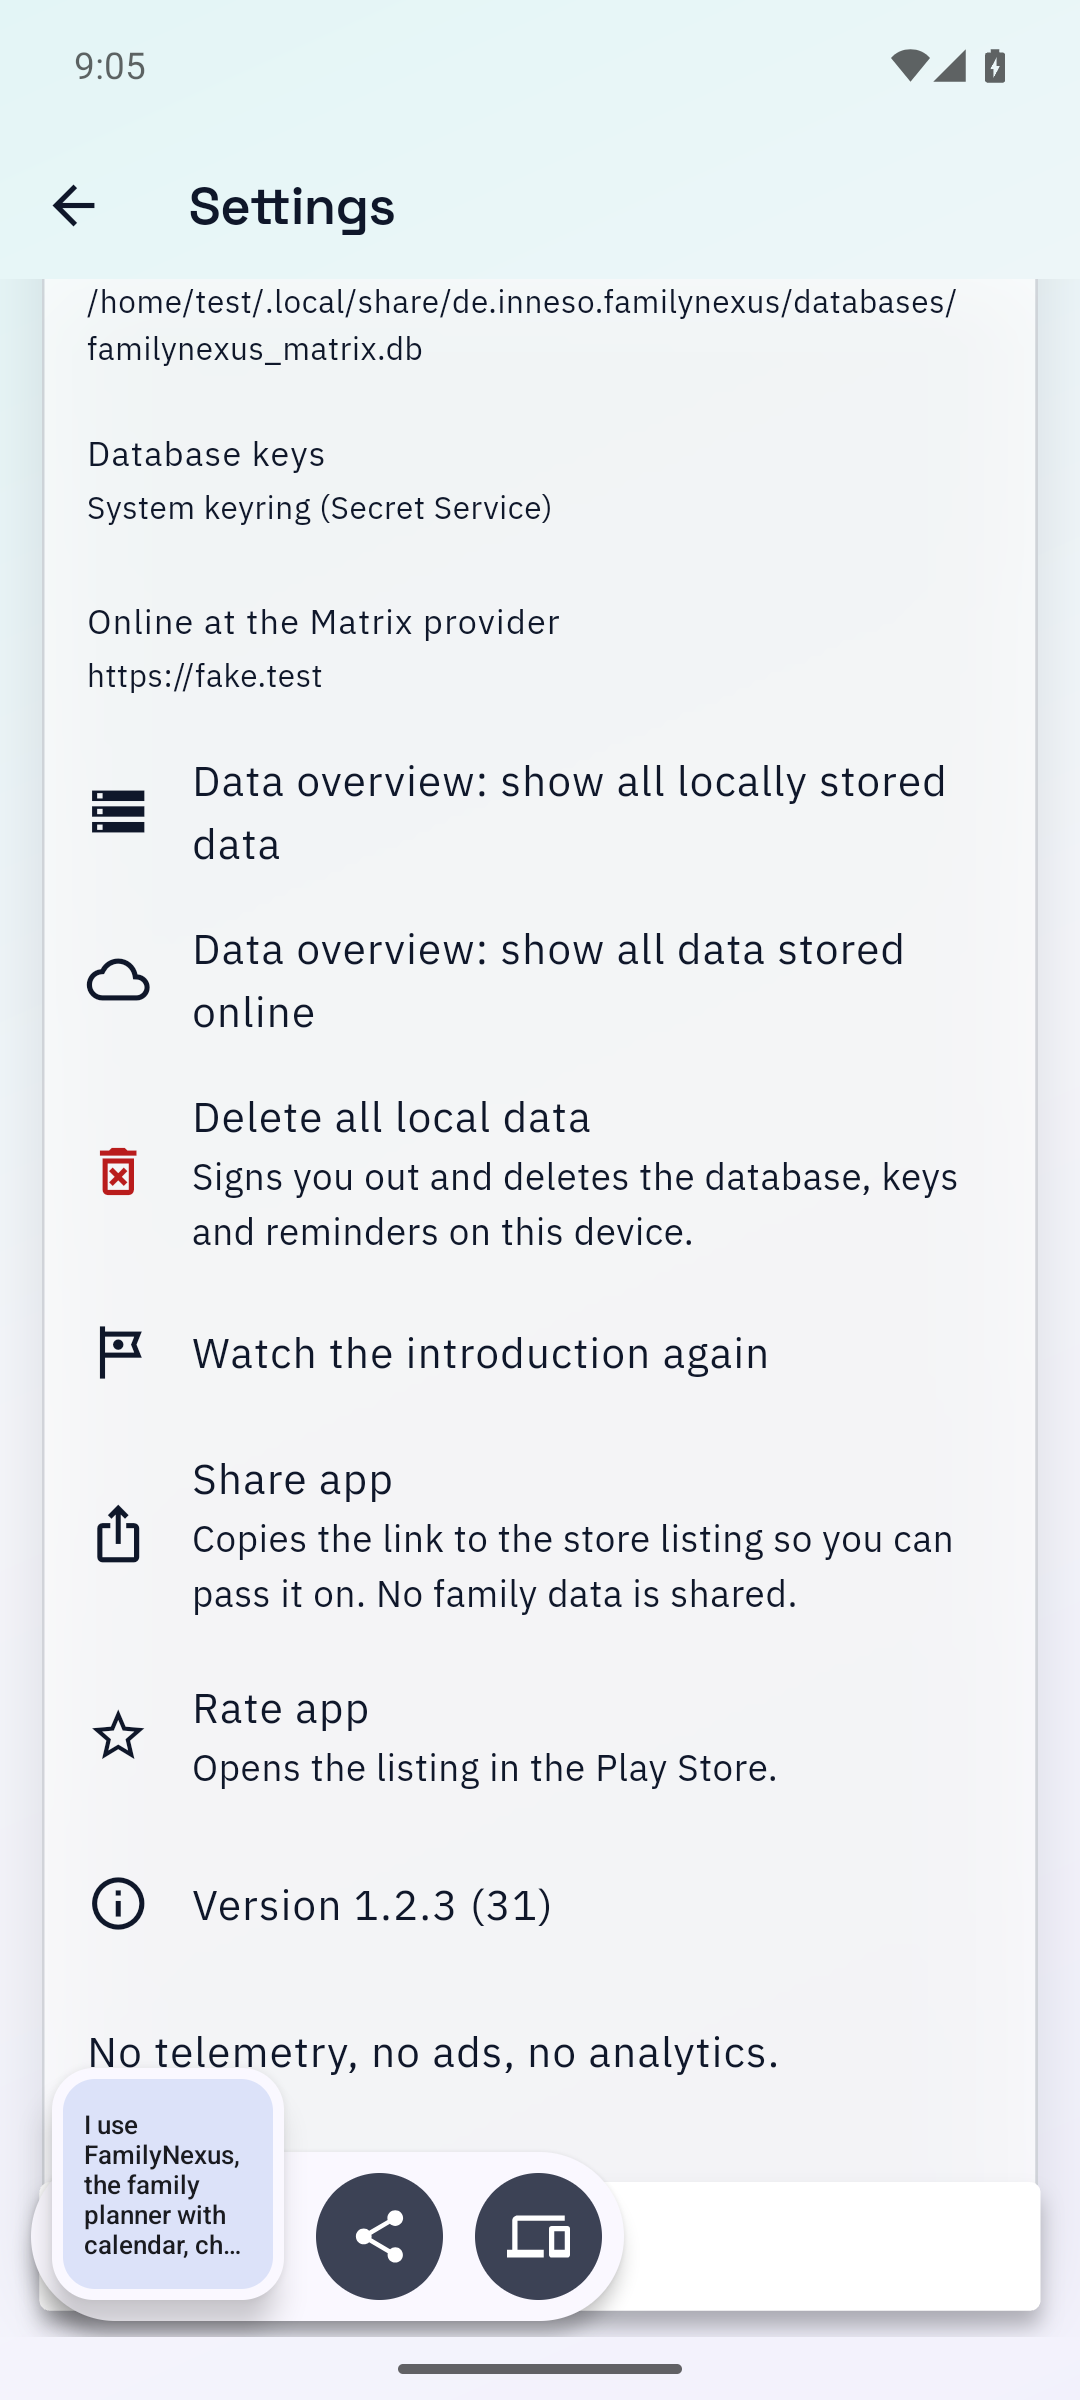 9:05
Settings
/home/test/.local/share/de.inneso.familynexus/databases/
familynexus_matrix.db
Database keys
System keyring (Secret Service)
Online at the Matrix provider
https://fake.test
Data overview: show all locally stored
data
Data overview: show all data stored
online
Delete all local data
Signs you out and deletes the database, keys
and reminders on this device.
Watch the introduction again
Share app
Copies the link to the store listing so you can
pass it on. No family data is shared.
Rate app
Opens the listing in the Play Store.
Version 1.2.3 (31)
No telemetry, no ads, no analytics.
I use
FamilyNexus,
the family
planner with
calendar, ch...